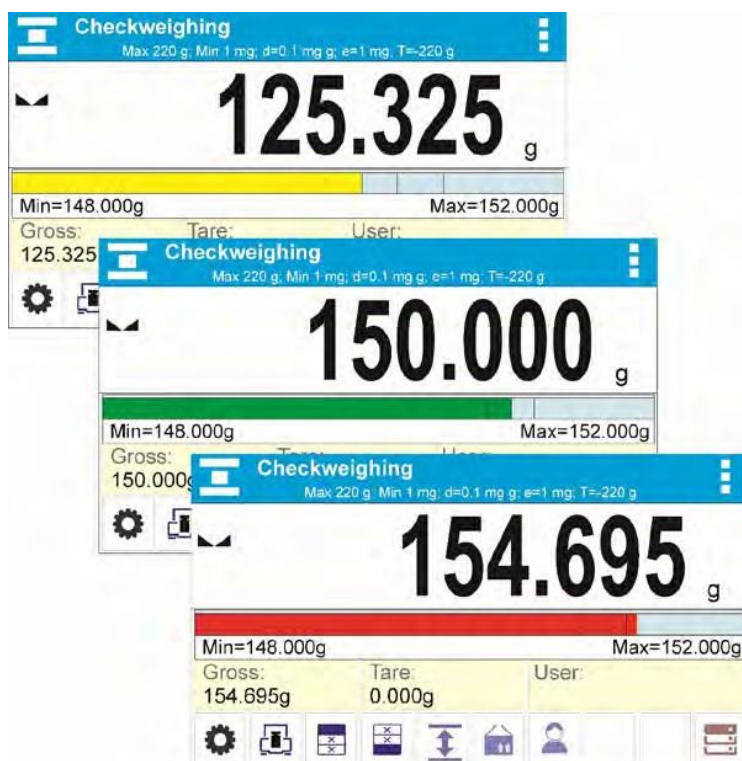 Checkweighing
Max 220 g; Min 1 mg; d=0.1 mg g; e=1 mg; T=-220 g
125.325 g
Min=148.000g Max=152.000g
Gross: Tare: User:
125.325
Checkweighing
Max 220 g; Min 1 mg; d=0.1 mg g; e=1 mg; T=-220 g
150.000 g
Min=148.000g Max=152.000g
Gross:
150.000g
Checkweighing
Max 220 g; Min 1 mg; d=0.1 mg g; e=1 mg; T=-220 g
154.695 g
Min=148.000g Max=152.000g
Gross: Tare: User:
154.695g 0.000g